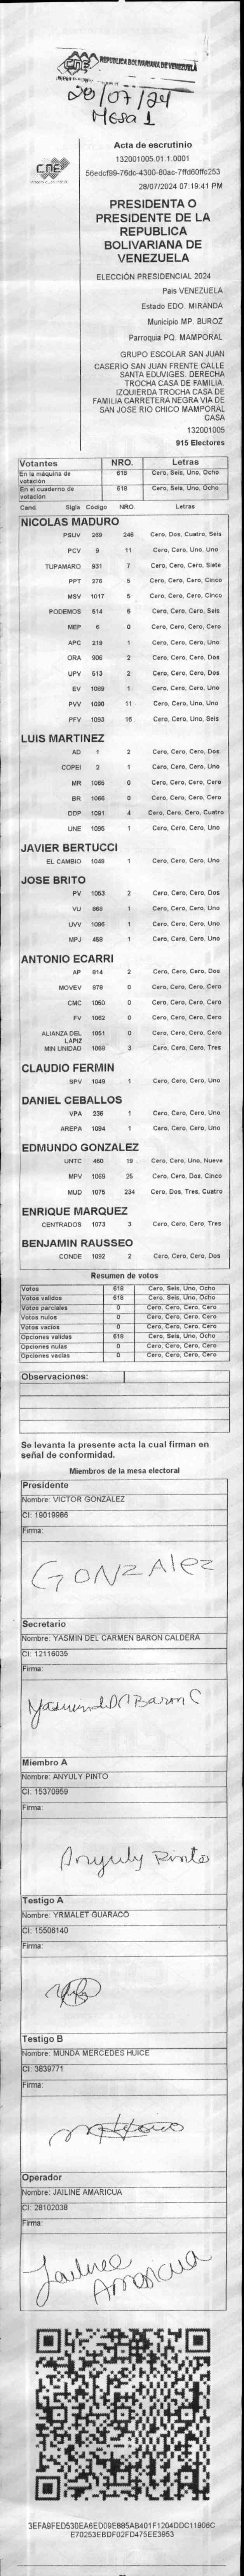 CNE REPUBLICA BOLIVARIANA DE VENEZUELA
28/07/24
Mesa 1
CNE
Acta de escrutinio
132001005.01.1.0001
28/07/2024 07:19:41 PM
PRESIDENTA O
PRESIDENTE DE LA
REPUBLICA
BOLIVARIANA DE
VENEZUELA
ELECCIÓN PRESIDENCIAL 2024
Pais VENEZUELA
Estado EDO. MIRANDA
Municipio MP. BUROZ
Parroquia PQ. MAMPORAL
GRUPO ESCOLAR SAN JUAN
CASERIO SAN JUAN FRENTE CALLE
SANTA EDUVIGES. DERECHA
TROCHA CASA DE FAMILIA.
IZQUIERDA TROCHA CASA DE
FAMILIA CARRETERA NEGRA VIA DE
SAN JOSE RIO CHICO MAMPORAL
CASA
132001005
915 Electores
Votantes NRO. Letras
En la máquina de votación 618 Cero, Seis, Uno, Ocho
En el cuaderno de votación 618 Cero, Seis, Uno, Ocho
Cand. Sigla Código NRO. Letras
NICOLAS MADURO
PSUV 269 246 Cero, Dos, Cuatro, Seis
PCV 9 11 Cero, Cero, Uno, Uno
TUPAMARO 931 7 Cero, Cero, Cero, Siete
PPT 276 5 Cero, Cero, Cero, Cinco
MSV 1017 5 Cero, Cero, Cero, Cinco
PODEMOS 514 6 Cero, Cero, Cero, Seis
MEP 6 0 Cero, Cero, Cero, Cero
APC 219 1 Cero, Cero, Cero, Uno
ORA 906 2 Cero, Cero, Cero, Dos
UPV 513 2 Cero, Cero, Cero, Dos
EV 1089 1 Cero, Cero, Cero, Uno
PVV 1090 11 Cero, Cero, Uno, Uno
PFV 1093 16 Cero, Cero, Uno, Seis
LUIS MARTINEZ
AD 1 2 Cero, Cero, Cero, Dos
COPEI 2 1 Cero, Cero, Cero, Uno
MR 1065 0 Cero, Cero, Cero, Cero
BR 1066 0 Cero, Cero, Cero, Cero
DDP 1091 4 Cero, Cero, Cero, Cuatro
UNE 1095 1 Cero, Cero, Cero, Uno
JAVIER BERTUCCI
EL CAMBIO 1048 1 Cero, Cero, Cero, Uno
JOSE BRITO
PV 1053 2 Cero, Cero, Cero, Dos
VU 868 1 Cero, Cero, Cero, Uno
UVV 1096 1 Cero, Cero, Cero, Uno
MPJ 459 1 Cero, Cero, Cero, Uno
ANTONIO ECARRI
AP 814 2 Cero, Cero, Cero, Dos
MOVEV 878 0 Cero, Cero, Cero, Cero
CMC 1050 0 Cero, Cero, Cero, Cero
FV 1062 0 Cero, Cero, Cero, Cero
ALIANZA DEL LAPIZ 1051 0 Cero, Cero, Cero, Cero
MIN UNIDAD 1069 3 Cero, Cero, Cero, Tres
CLAUDIO FERMIN
SPV 1049 1 Cero, Cero, Cero, Uno
DANIEL CEBALLOS
VPA 236 1 Cero, Cero, Cero, Uno
AREPA 1094 1 Cero, Cero, Cero, Uno
EDMUNDO GONZALEZ
UNTC 460 19 Cero, Cero, Uno, Nueve
MPV 1069 25 Cero, Cero, Dos, Cinco
MUD 1075 234 Cero, Dos, Tres, Cuatro
ENRIQUE MARQUEZ
CENTRADOS 1073 3 Cero, Cero, Cero, Tres
BENJAMIN RAUSSEO
CONDE 1092 2 Cero, Cero, Cero, Dos
Resumen de votos
Votos 618 Cero, Seis, Uno, Ocho
Votos validos 618 Cero, Seis, Uno, Ocho
Votos parciales 0 Cero, Cero, Cero, Cero
Votos nulos 0 Cero, Cero, Cero, Cero
Votos vacios 0 Cero, Cero, Cero, Cero
Opciones validas 618 Cero, Seis, Uno, Ocho
Opciones nulas 0 Cero, Cero, Cero, Cero
Opciones vacias 0 Cero, Cero, Cero, Cero
Observaciones:
Se levanta la presente acta la cual firman en
señal de conformidad.
Miembros de la mesa electoral
Presidente
Nombre: VICTOR GONZALEZ
CI: 19019986
Firma:
GONZAlez
Secretario
Nombre: YASMIN DEL CARMEN BARON CALDERA
CI: 12116035
Firma:
Yasmin del C Baron C
Miembro A
Nombre: ANYULY PINTO
CI: 15370959
Firma:
Anyuly Pinto
Testigo A
Nombre: YRMALET GUARACO
CI: 15506140
Firma:
Testigo B
Nombre: MUNDA MERCEDES HUICE
CI: 3839771
Firma:
Operador
Nombre: JAILINE AMARICUA
CI: 28102038
Firma:
Jailine
Amaricua
3EFA9FED530EA6ED09E885AB401F1204DDC11906C
E70253EBDF02FD475EE3953